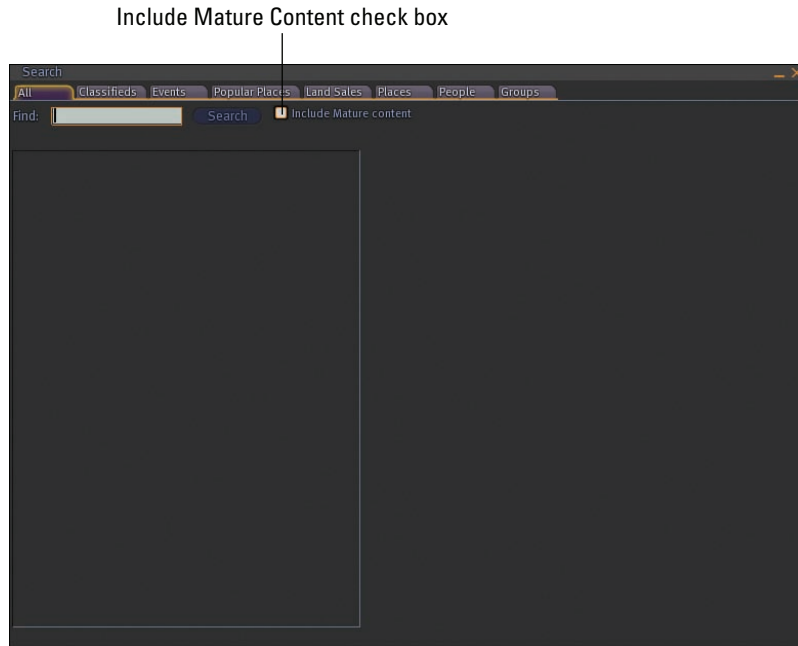 Include Mature Content check box
Search
All Classifieds Events Popular Places Land Sales Places People Groups
Find: Search Include Mature content